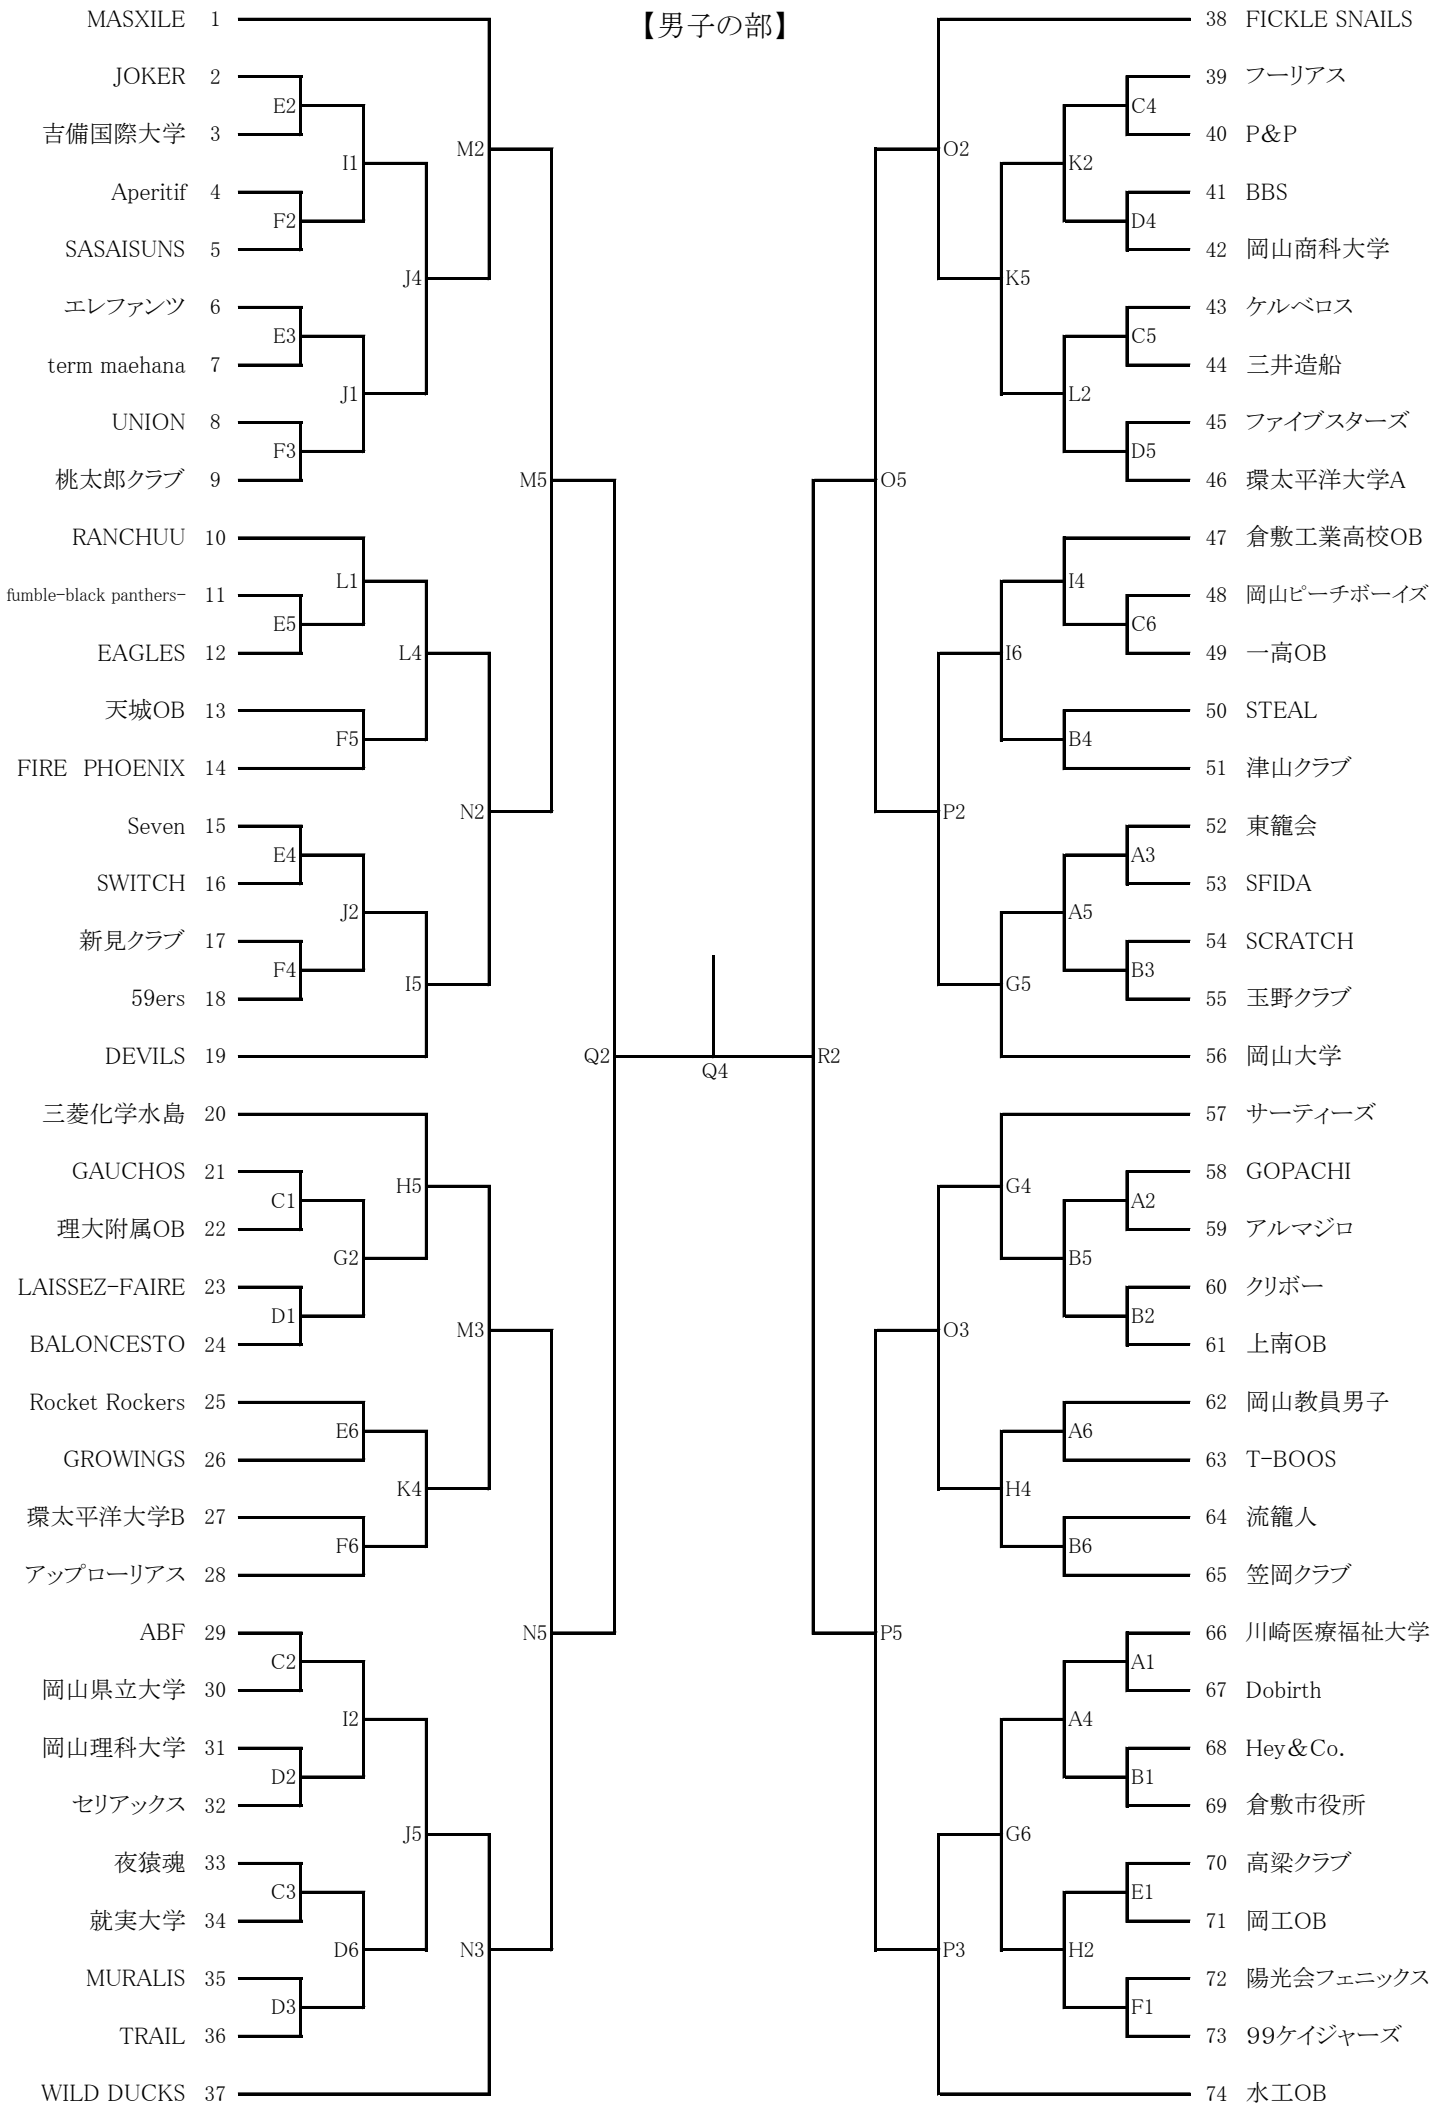 【男子の部】
MASXILE 1
JOKER 2
E2
吉備国際大学 3
M2
I1
Aperitif 4
F2
SASAISUNS 5
J4
エレファンツ 6
E3
term maehana 7
J1
UNION 8
F3
桃太郎クラブ 9
M5
RANCHUU 10
L1
fumble-black panthers- 11
E5
EAGLES 12
L4
天城OB 13
F5
FIRE PHOENIX 14
N2
Seven 15
E4
SWITCH 16
J2
新見クラブ 17
F4
I5
59ers 18
DEVILS 19
Q2
三菱化学水島 20
GAUCHOS 21
H5
C1
理大附属OB 22
G2
LAISSEZ-FAIRE 23
D1
M3
BALONCESTO 24
Rocket Rockers 25
E6
GROWINGS 26
K4
環太平洋大学B 27
F6
アップローリアス 28
ABF 29
N5
C2
岡山県立大学 30
I2
岡山理科大学 31
D2
セリアックス 32
J5
夜猿魂 33
C3
就実大学 34
D6
N3
MURALIS 35
D3
TRAIL 36
WILD DUCKS 37
Q4
38 FICKLE SNAILS
39 フーリアス
C4
40 P&P
O2
K2
41 BBS
D4
42 岡山商科大学
K5
43 ケルベロス
C5
44 三井造船
L2
45 ファイブスターズ
D5
46 環太平洋大学A
O5
47 倉敷工業高校OB
I4
48 岡山ピーチボーイズ
C6
49 一高OB
I6
50 STEAL
B4
51 津山クラブ
P2
52 東籠会
A3
53 SFIDA
A5
54 SCRATCH
B3
G5
55 玉野クラブ
56 岡山大学
R2
57 サーティーズ
58 GOPACHI
G4
A2
59 アルマジロ
B5
60 クリボー
B2
O3
61 上南OB
62 岡山教員男子
A6
63 T-BOOS
H4
64 流籠人
B6
65 笠岡クラブ
66 川崎医療福祉大学
P5
A1
67 Dobirth
A4
68 Hey&Co.
B1
69 倉敷市役所
G6
70 高梁クラブ
E1
71 岡工OB
H2
P3
72 陽光会フェニックス
F1
73 99ケイジャーズ
74 水工OB